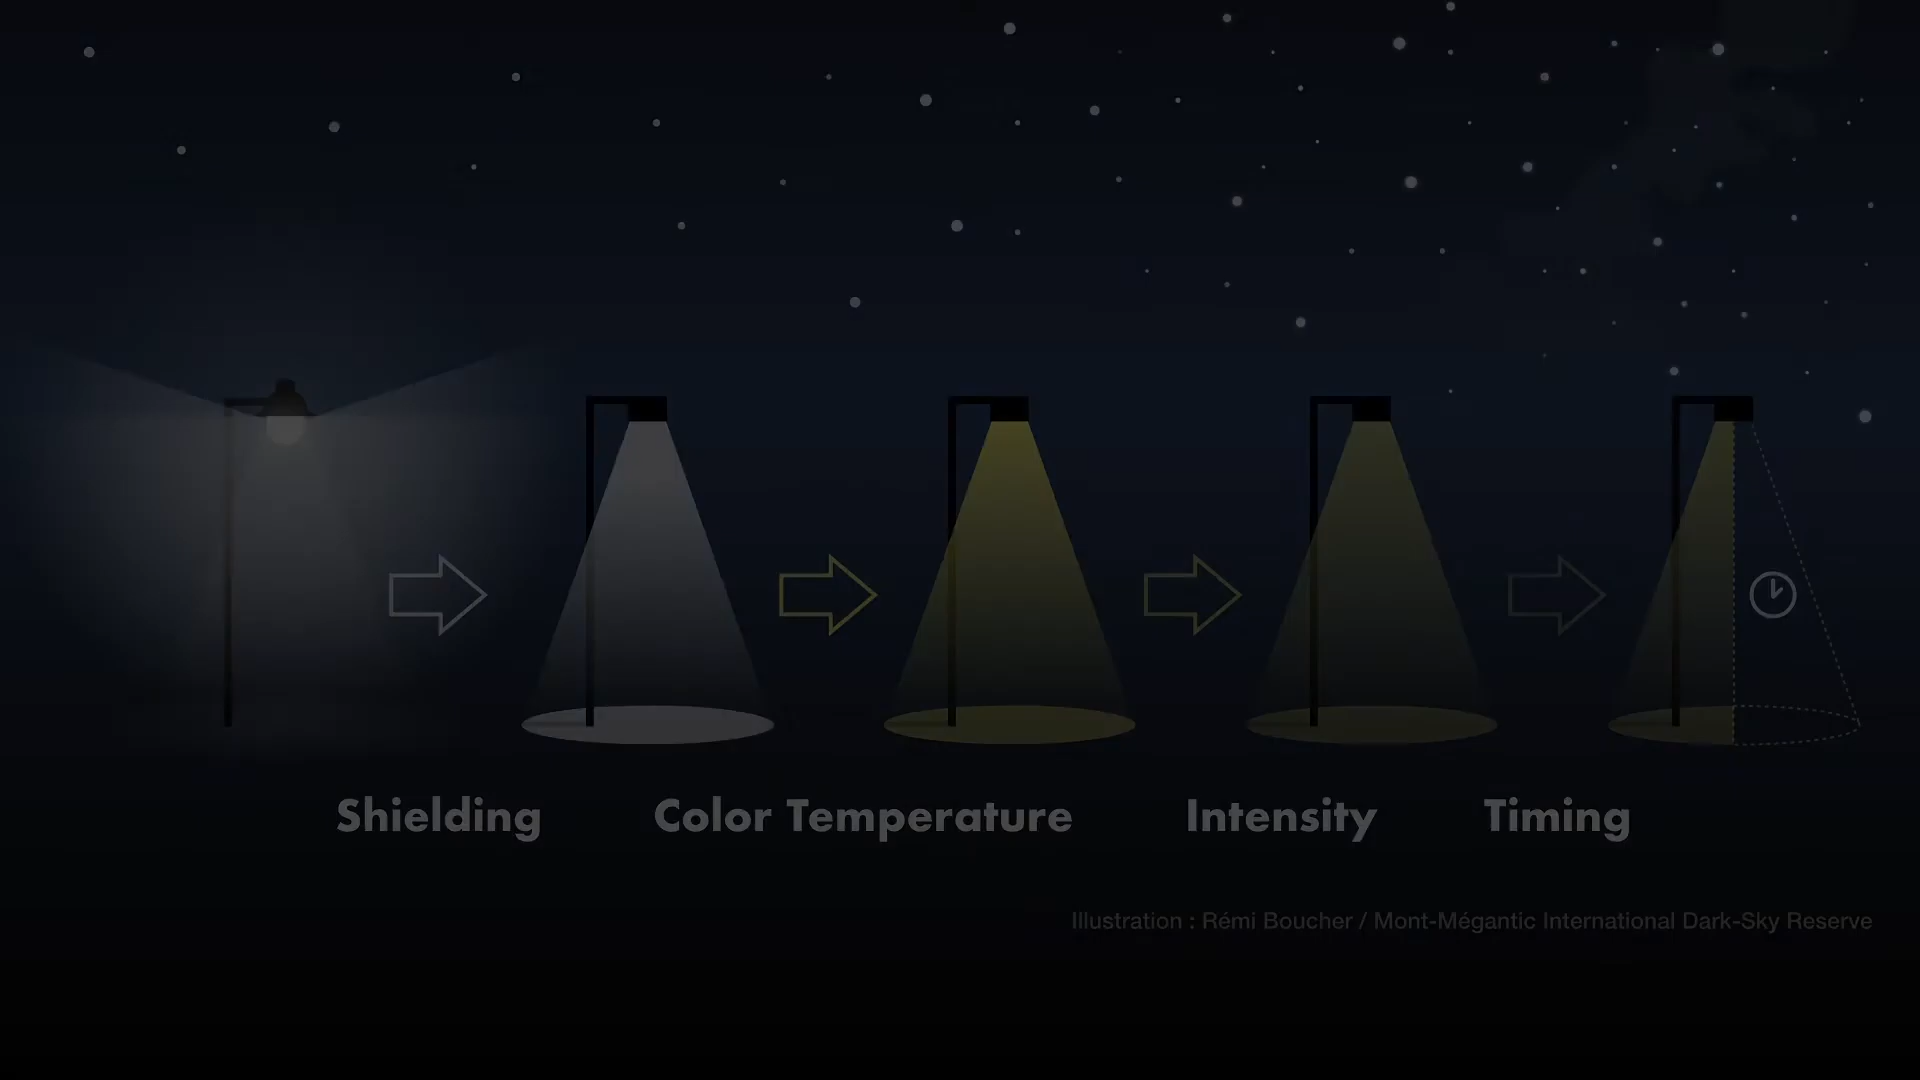 Shielding Color Temperature Intensity Timing
Illustration : Rémi Boucher / Mont-Mégantic International Dark-Sky Reserve